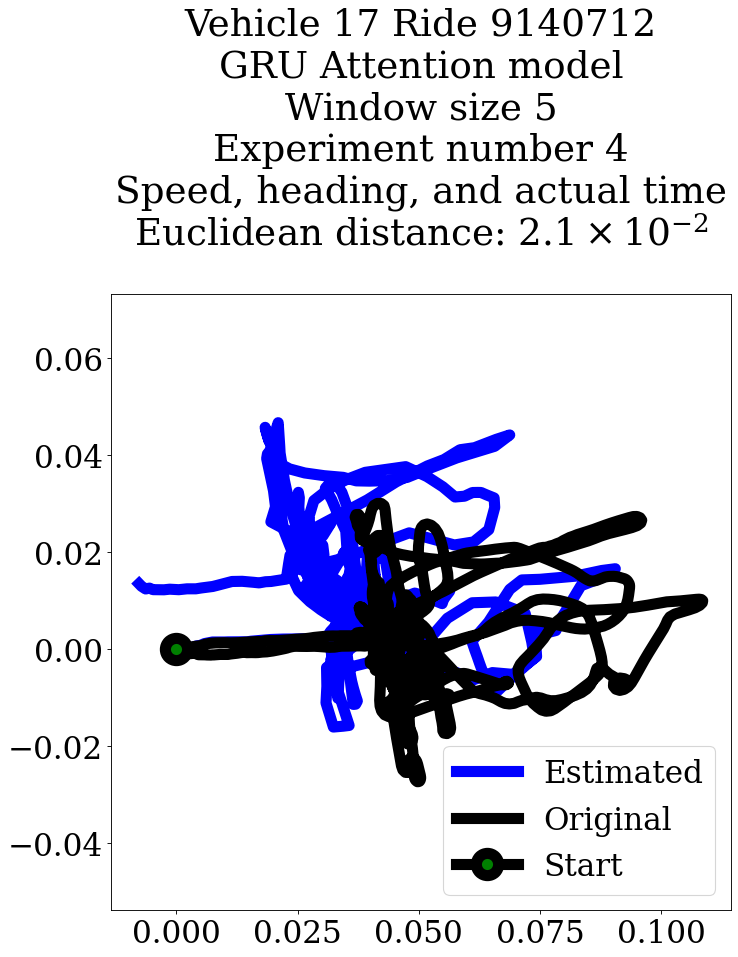 Vehicle 17 Ride 9140712
GRU Attention model
Window size 5
Experiment number 4
Speed, heading, and actual time
Euclidean distance: 2.1 × 10⁻²
0.06
0.04
0.02
0.00
−0.02
−0.04
Estimated
Original
Start
0.000 0.025 0.050 0.075 0.100